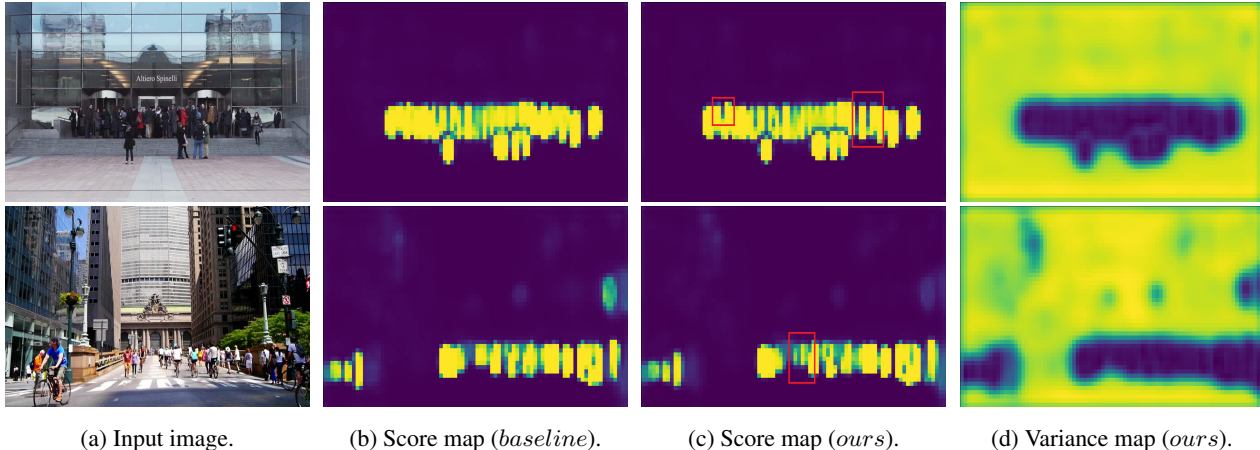 Altiero Spinelli
(a) Input image.
(b) Score map (baseline).
(c) Score map (ours).
(d) Variance map (ours).